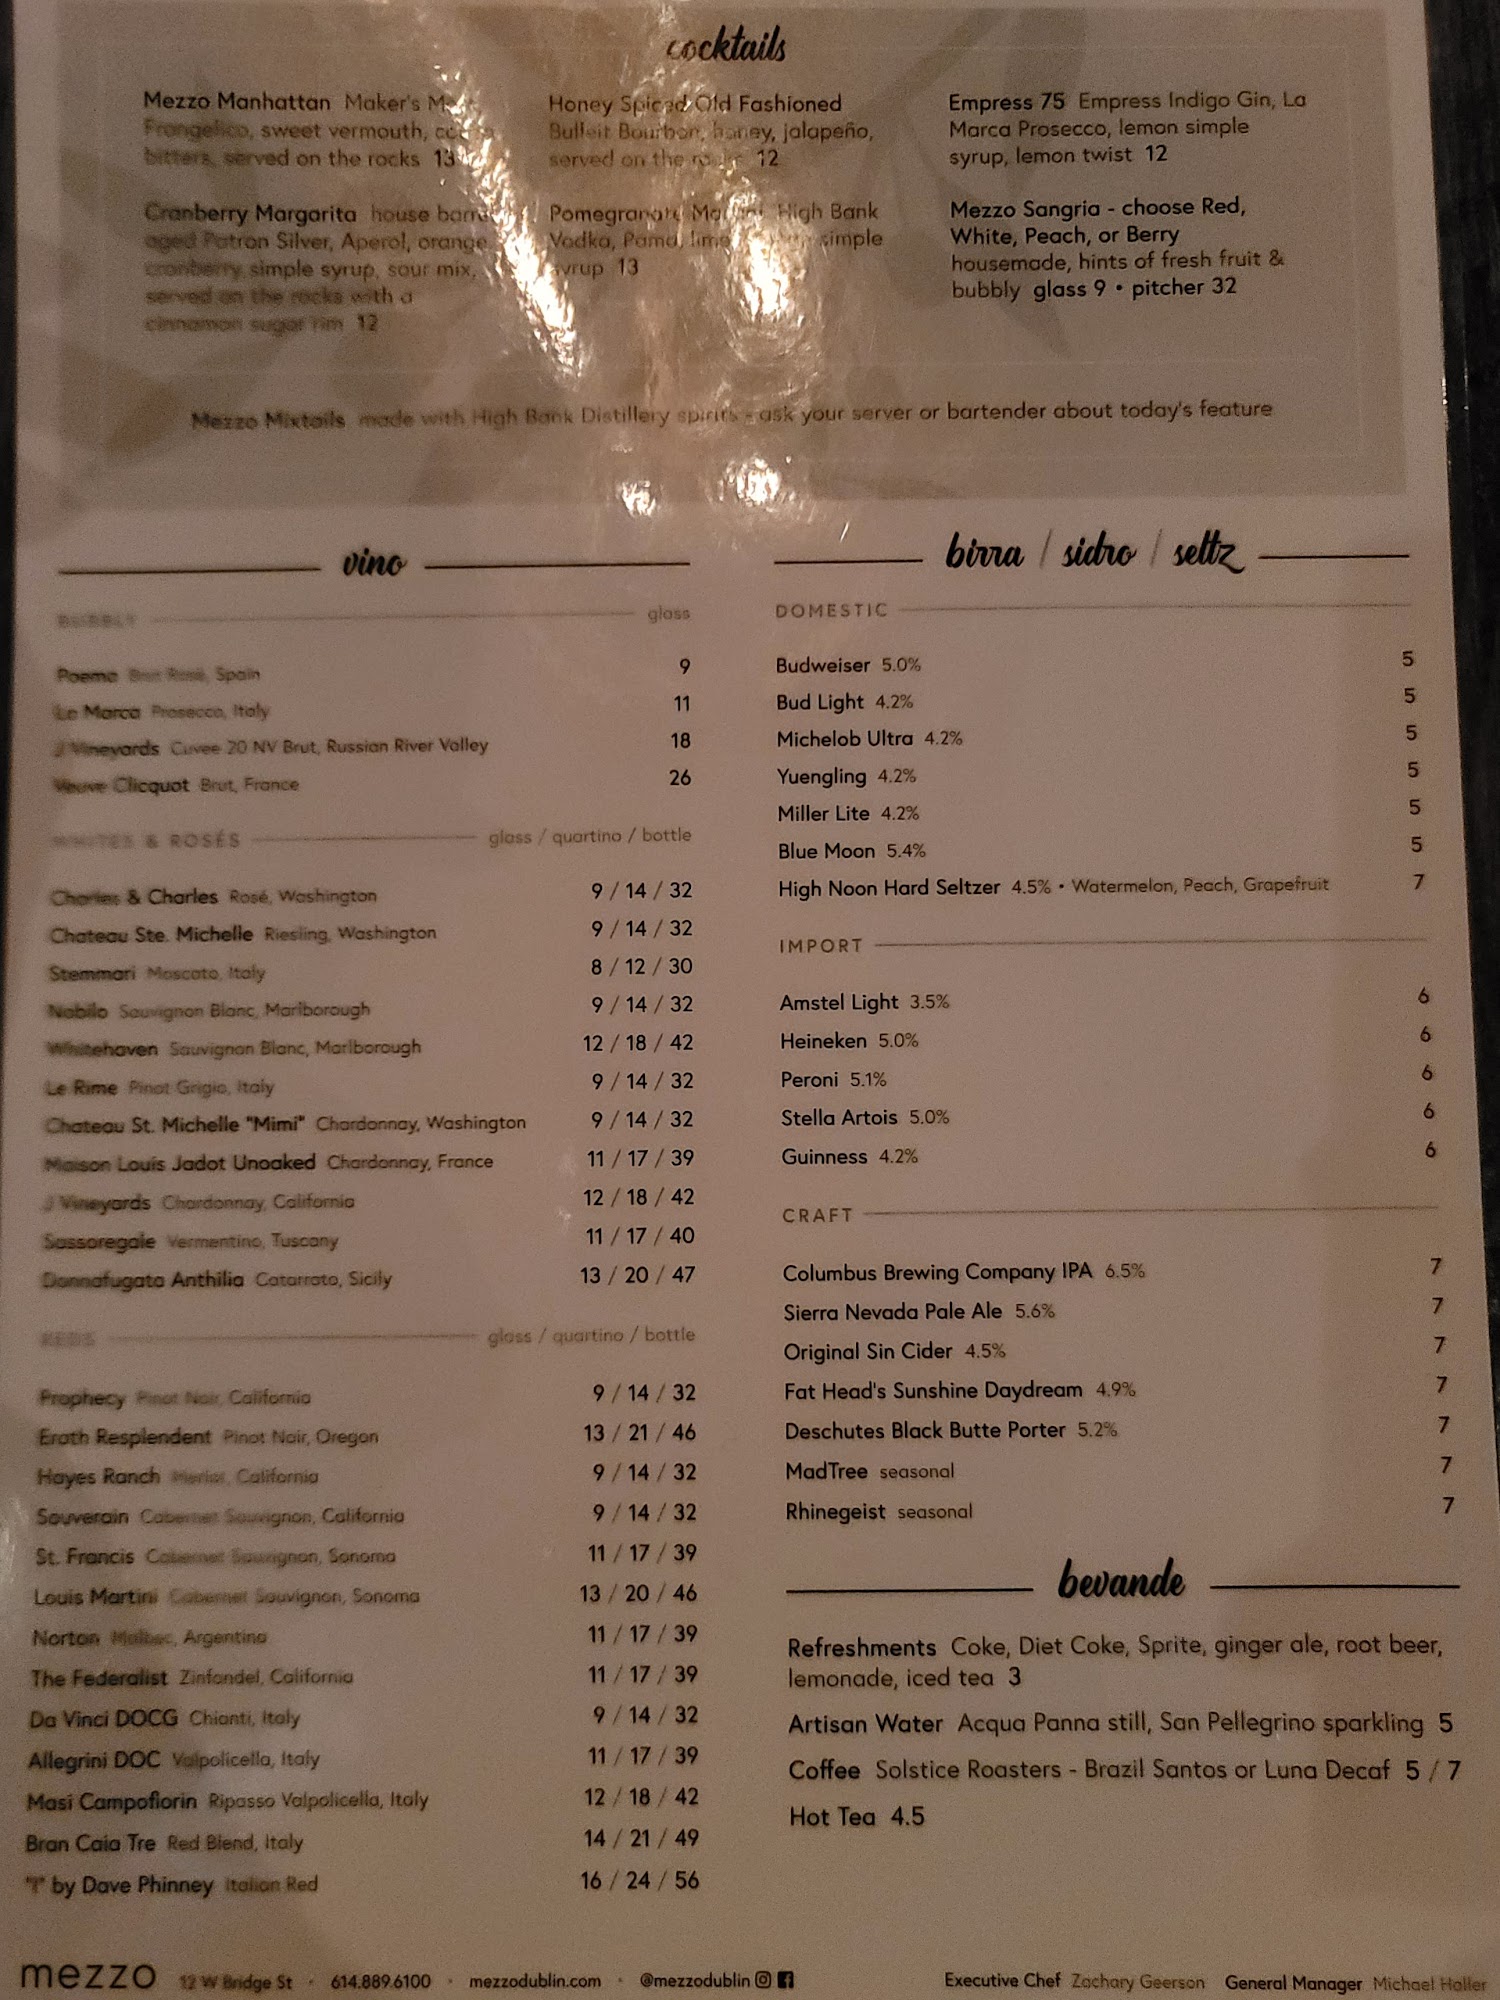 cocktails
Mezzo Manhattan Maker's
Frangelico, sweet vermouth,
bitters, served on the rocks 13
Cranberry Margarita house barrel
aged Patron Silver, Aperol, orange,
cranberry simple syrup, sour mix,
served on the rocks with a
cinnamon sugar rim 12
Honey Spiced Old Fashioned
Bulleit Bourbon, honey, jalapeño,
served on the rocks 12
Pomegranate Martini High Bank
Vodka, Pama, lime simple
syrup 13
Empress 75 Empress Indigo Gin, La
Marca Prosecco, lemon simple
syrup, lemon twist 12
Mezzo Sangria - choose Red,
White, Peach, or Berry
housemade, hints of fresh fruit &
bubbly glass 9 • pitcher 32
Mezzo Mixtails made with High Bank Distillery spirits - ask your server or bartender about today's feature
vino
BUBBLY glass
Poema Brut Rosé, Spain 9
La Marca Prosecco, Italy 11
J Vineyards Cuvee 20 NV Brut, Russian River Valley 18
Veuve Clicquot Brut, France 26
WHITES & ROSÉS glass / quartino / bottle
Charles & Charles Rosé, Washington 9 / 14 / 32
Chateau Ste. Michelle Riesling, Washington 9 / 14 / 32
Stemmari Moscato, Italy 8 / 12 / 30
Nobilo Sauvignon Blanc, Marlborough 9 / 14 / 32
Whitehaven Sauvignon Blanc, Marlborough 12 / 18 / 42
Le Rime Pinot Grigio, Italy 9 / 14 / 32
Chateau St. Michelle "Mimi" Chardonnay, Washington 9 / 14 / 32
Maison Louis Jadot Unoaked Chardonnay, France 11 / 17 / 39
J Vineyards Chardonnay, California 12 / 18 / 42
Sassoregale Vermentino, Tuscany 11 / 17 / 40
Donnafugata Anthilia Catarrato, Sicily 13 / 20 / 47
REDS glass / quartino / bottle
Prophecy Pinot Noir, California 9 / 14 / 32
Erath Resplendent Pinot Noir, Oregon 13 / 21 / 46
Hayes Ranch Merlot, California 9 / 14 / 32
Souverain Cabernet Sauvignon, California 9 / 14 / 32
St. Francis Cabernet Sauvignon, Sonoma 11 / 17 / 39
Louis Martini Cabernet Sauvignon, Sonoma 13 / 20 / 46
Norton Malbec, Argentina 11 / 17 / 39
The Federalist Zinfandel, California 11 / 17 / 39
Da Vinci DOCG Chianti, Italy 9 / 14 / 32
Allegrini DOC Valpolicella, Italy 11 / 17 / 39
Masi Campofiorin Ripasso Valpolicella, Italy 12 / 18 / 42
Bran Caia Tre Red Blend, Italy 14 / 21 / 49
"I" by Dave Phinney Italian Red 16 / 24 / 56
birra / sidro / seltz
DOMESTIC
Budweiser 5.0% 5
Bud Light 4.2% 5
Michelob Ultra 4.2% 5
Yuengling 4.2% 5
Miller Lite 4.2% 5
Blue Moon 5.4% 5
High Noon Hard Seltzer 4.5% • Watermelon, Peach, Grapefruit 7
IMPORT
Amstel Light 3.5% 6
Heineken 5.0% 6
Peroni 5.1% 6
Stella Artois 5.0% 6
Guinness 4.2% 6
CRAFT
Columbus Brewing Company IPA 6.5% 7
Sierra Nevada Pale Ale 5.6% 7
Original Sin Cider 4.5% 7
Fat Head's Sunshine Daydream 4.9% 7
Deschutes Black Butte Porter 5.2% 7
MadTree seasonal 7
Rhinegeist seasonal 7
bevande
Refreshments Coke, Diet Coke, Sprite, ginger ale, root beer,
lemonade, iced tea 3
Artisan Water Acqua Panna still, San Pellegrino sparkling 5
Coffee Solstice Roasters - Brazil Santos or Luna Decaf 5 / 7
Hot Tea 4.5
mezzo 12 W Bridge St • 614.889.6100 • mezzodublin.com • @mezzodublin Executive Chef Zachary Geerson General Manager Michael Haller